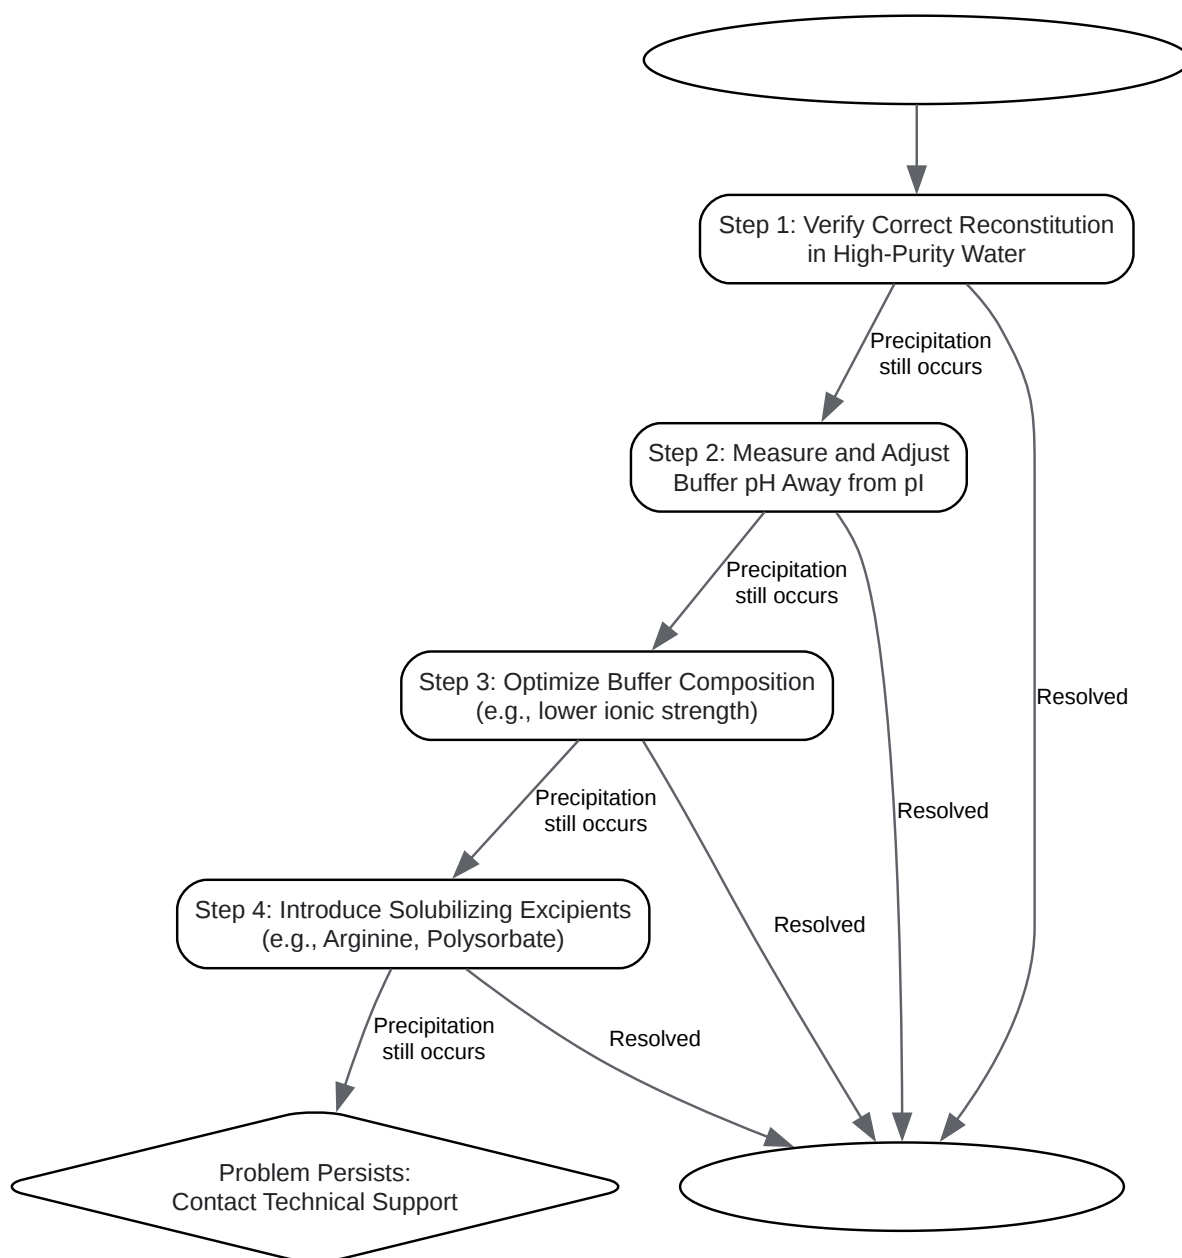 Step 1: Verify Correct Reconstitution
in High-Purity Water
Precipitation
still occurs
Step 2: Measure and Adjust
Buffer pH Away from pI
Precipitation
still occurs
Step 3: Optimize Buffer Composition
(e.g., lower ionic strength)
Resolved
Precipitation
still occurs
Resolved
Step 4: Introduce Solubilizing Excipients
(e.g., Arginine, Polysorbate)
Resolved
Precipitation
still occurs
Resolved
Problem Persists:
Contact Technical Support